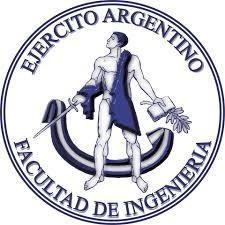 EJERCITO ARGENTINO
FACULTAD DE INGENIERIA